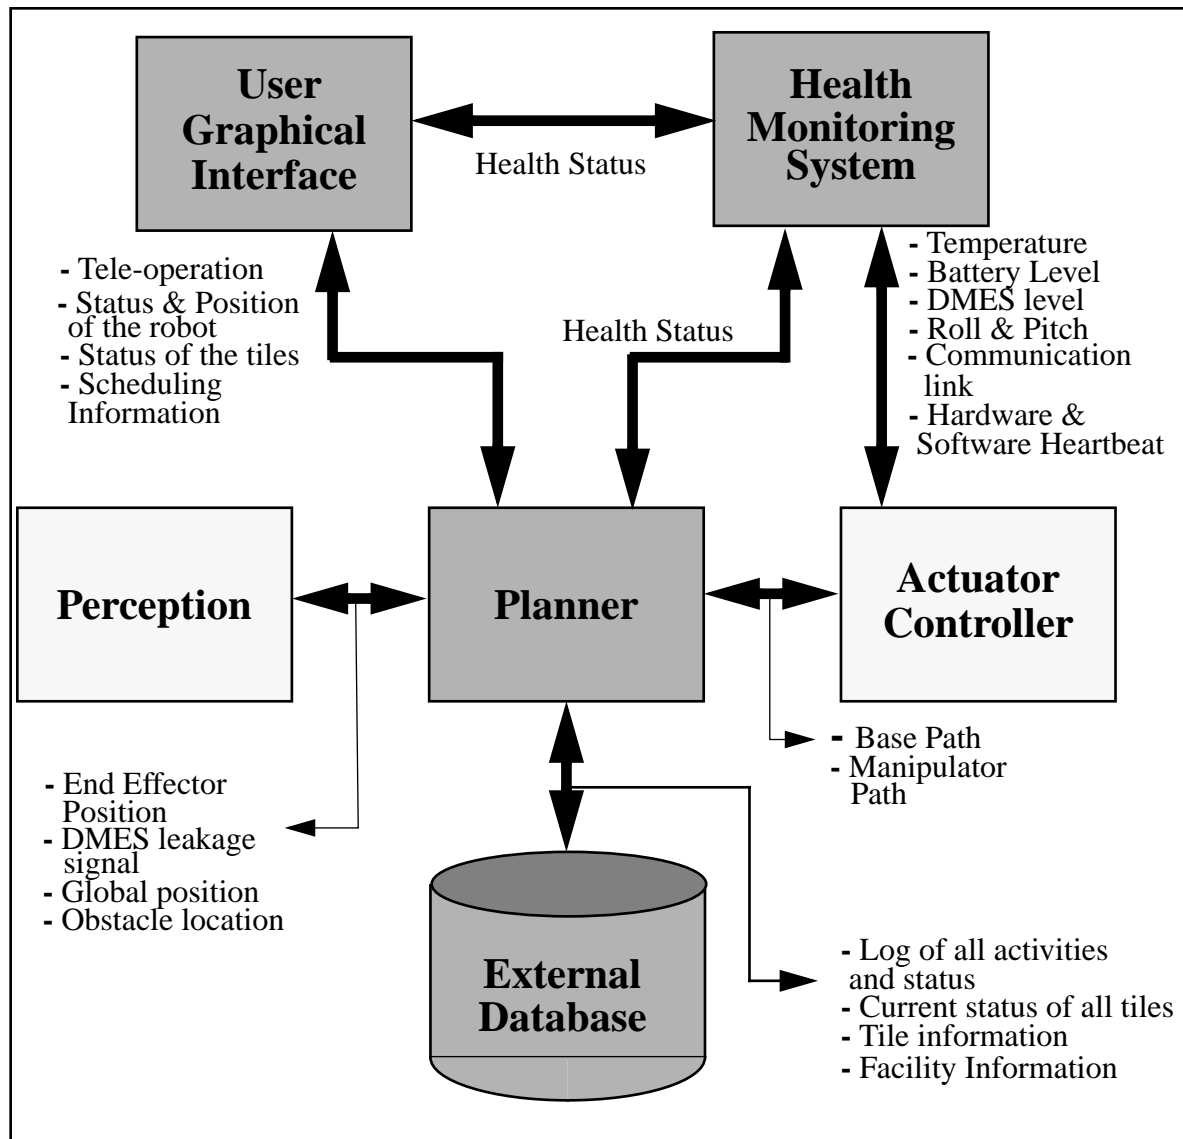 User
Graphical
Interface
Health
Monitoring
System
Health Status
- Tele-operation
- Status & Position
of the robot
- Status of the tiles
- Scheduling
Information
Health Status
- Temperature
- Battery Level
- DMES level
- Roll & Pitch
- Communication
link
- Hardware &
Software Heartbeat
Perception
Planner
Actuator
Controller
- End Effector
Position
- DMES leakage
signal
- Global position
- Obstacle location
- Base Path
- Manipulator
Path
External
Database
- Log of all activities
and status
- Current status of all tiles
- Tile information
- Facility Information